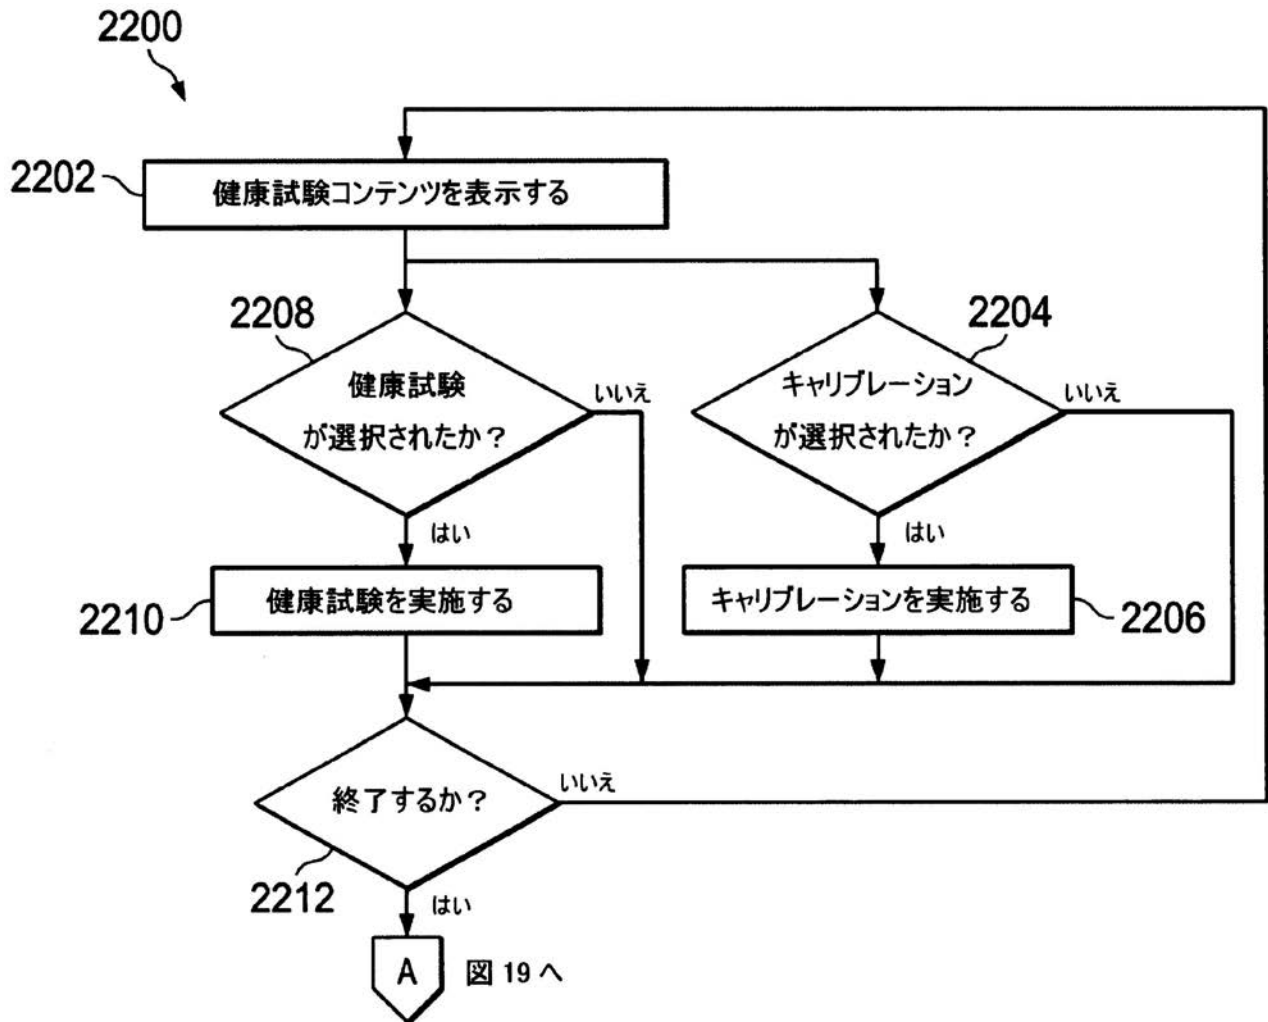 2200
2202
健康試験コンテンツを表示する
2208
2204
健康試験
が選択されたか？
いいえ
キャリブレーション
が選択されたか？
いいえ
はい
はい
健康試験を実施する
2210
キャリブレーションを実施する
2206
終了するか？
いいえ
2212
はい
A
図 19 へ